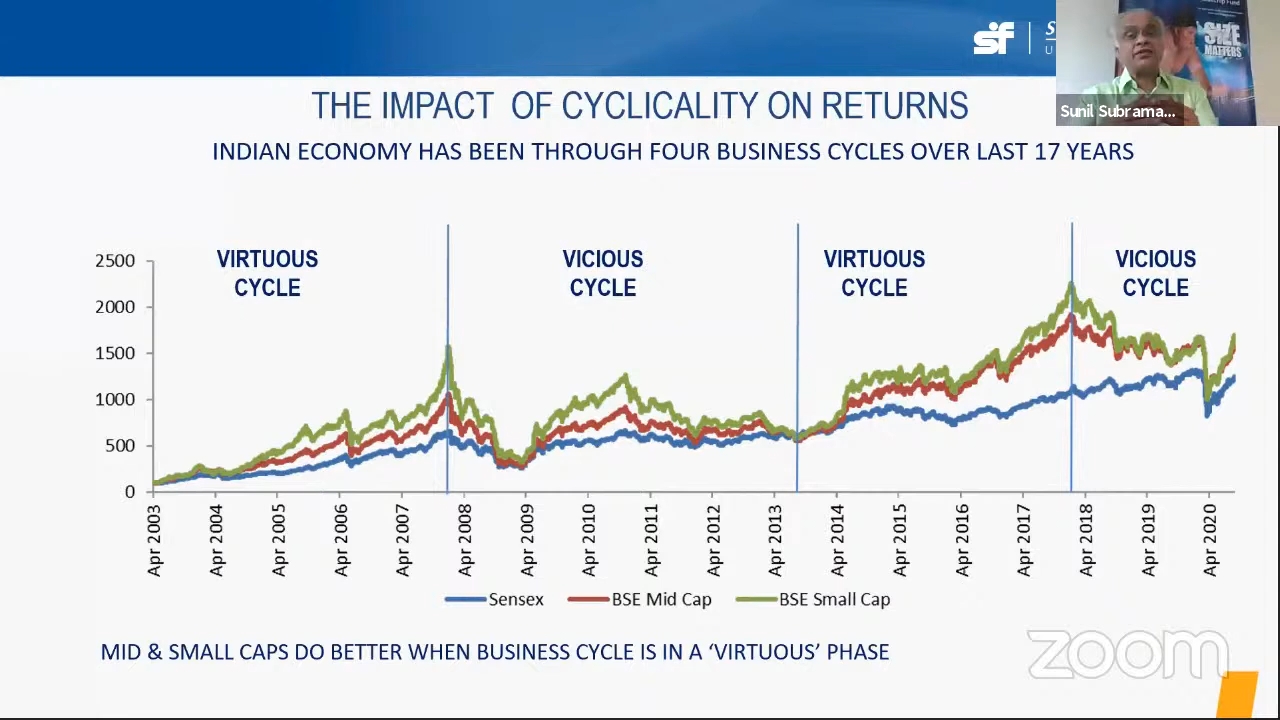 sf
SIZE
MATTERS
Sunil Subrama...
THE IMPACT OF CYCLICALITY ON RETURNS
INDIAN ECONOMY HAS BEEN THROUGH FOUR BUSINESS CYCLES OVER LAST 17 YEARS
VIRTUOUS
CYCLE
VICIOUS
CYCLE
VIRTUOUS
CYCLE
VICIOUS
CYCLE
2500
2000
1500
1000
500
0
Apr 2003
Apr 2004
Apr 2005
Apr 2006
Apr 2007
Apr 2008
Apr 2009
Apr 2010
Apr 2011
Apr 2012
Apr 2013
Apr 2014
Apr 2015
Apr 2016
Apr 2017
Apr 2018
Apr 2019
Apr 2020
Sensex BSE Mid Cap BSE Small Cap
MID & SMALL CAPS DO BETTER WHEN BUSINESS CYCLE IS IN A ‘VIRTUOUS’ PHASE
zoom